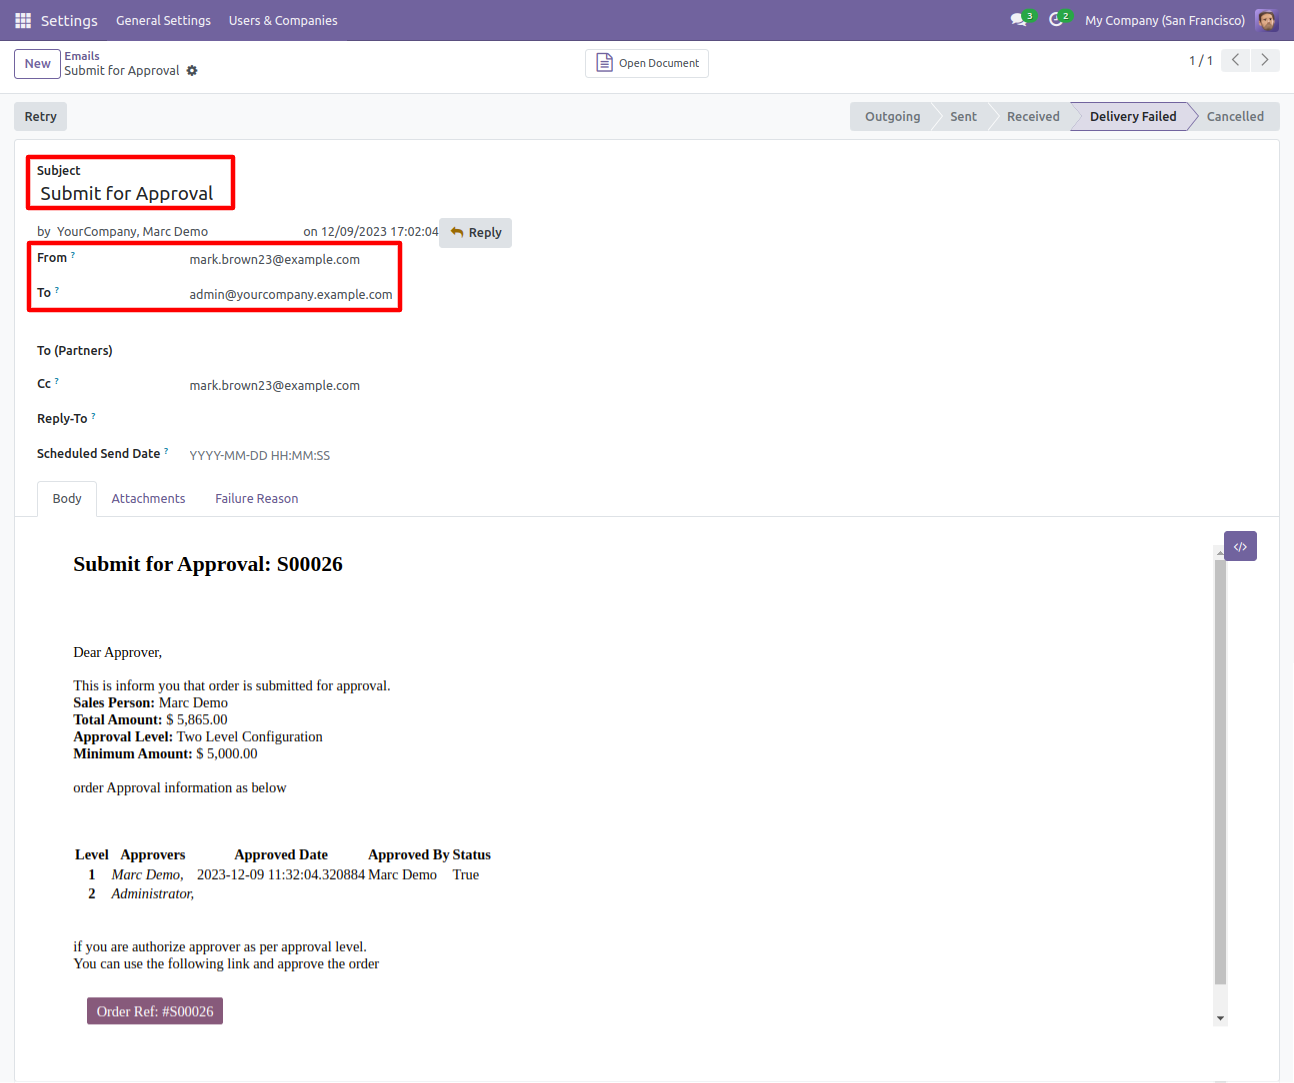 Settings General Settings Users & Companies 3 2 My Company (San Francisco)
New Emails
Submit for Approval
Open Document
1 / 1
Retry
Outgoing Sent Received Delivery Failed Cancelled
Subject
Submit for Approval
by YourCompany, Marc Demo on 12/09/2023 17:02:04 Reply
From ? mark.brown23@example.com
To ? admin@yourcompany.example.com
To (Partners)
Cc ? mark.brown23@example.com
Reply-To ?
Scheduled Send Date ? YYYY-MM-DD HH:MM:SS
Body Attachments Failure Reason
</>
Submit for Approval: S00026
Dear Approver,
This is inform you that order is submitted for approval.
Sales Person: Marc Demo
Total Amount: $ 5,865.00
Approval Level: Two Level Configuration
Minimum Amount: $ 5,000.00
order Approval information as below
Level Approvers Approved Date Approved By Status
1 Marc Demo, 2023-12-09 11:32:04.320884 Marc Demo True
2 Administrator,
if you are authorize approver as per approval level.
You can use the following link and approve the order
Order Ref: #S00026